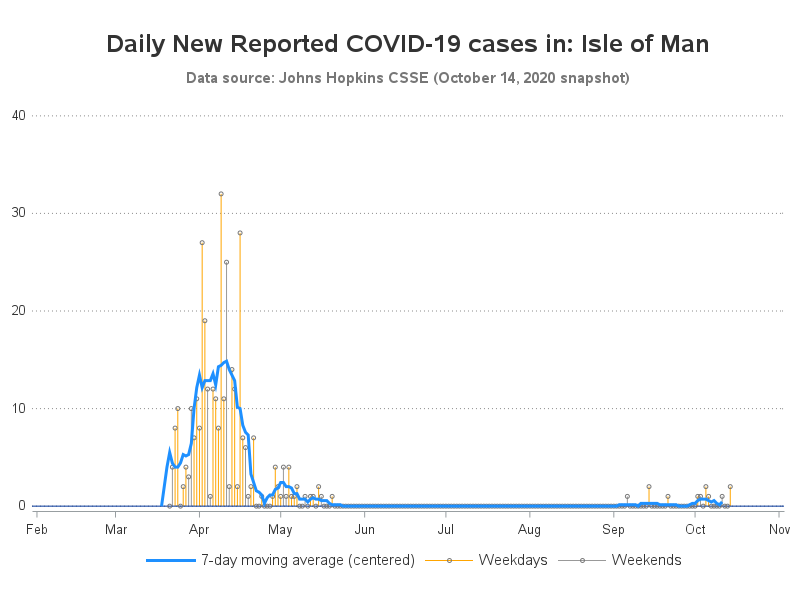 Daily New Reported COVID-19 cases in: Isle of Man
Data source: Johns Hopkins CSSE (October 14, 2020 snapshot)
40
30
20
10
0
Feb Mar Apr May Jun Jul Aug Sep Oct Nov
7-day moving average (centered) Weekdays Weekends